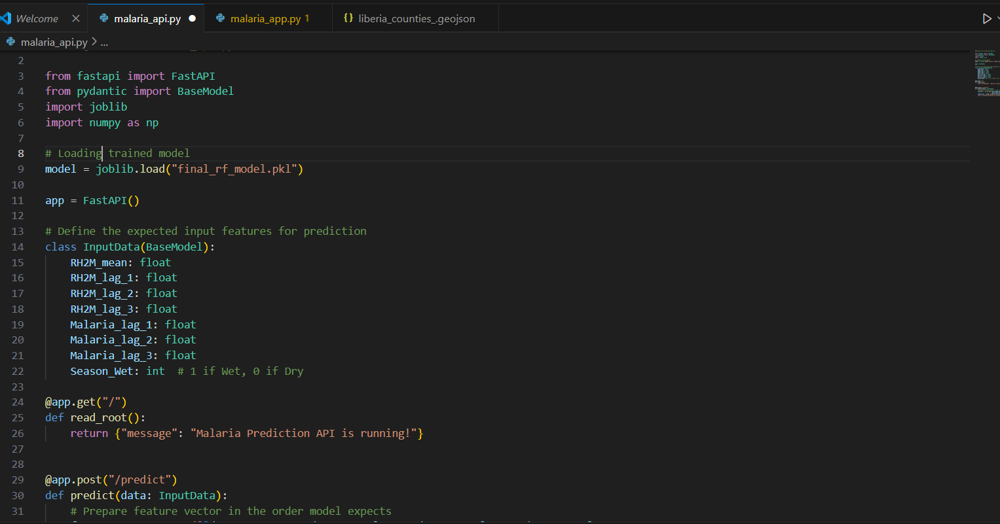 Welcome
malaria_api.py
malaria_app.py 1
{} liberia_counties_.geojson
malaria_api.py > ...
2
3 from fastapi import FastAPI
4 from pydantic import BaseModel
5 import joblib
6 import numpy as np
7
8 # Loading trained model
9 model = joblib.load("final_rf_model.pkl")
10
11 app = FastAPI()
12
13 # Define the expected input features for prediction
14 class InputData(BaseModel):
15 RH2M_mean: float
16 RH2M_lag_1: float
17 RH2M_lag_2: float
18 RH2M_lag_3: float
19 Malaria_lag_1: float
20 Malaria_lag_2: float
21 Malaria_lag_3: float
22 Season_Wet: int # 1 if Wet, 0 if Dry
23
24 @app.get("/")
25 def read_root():
26 return {"message": "Malaria Prediction API is running!"}
27
28
29 @app.post("/predict")
30 def predict(data: InputData):
31 # Prepare feature vector in the order model expects